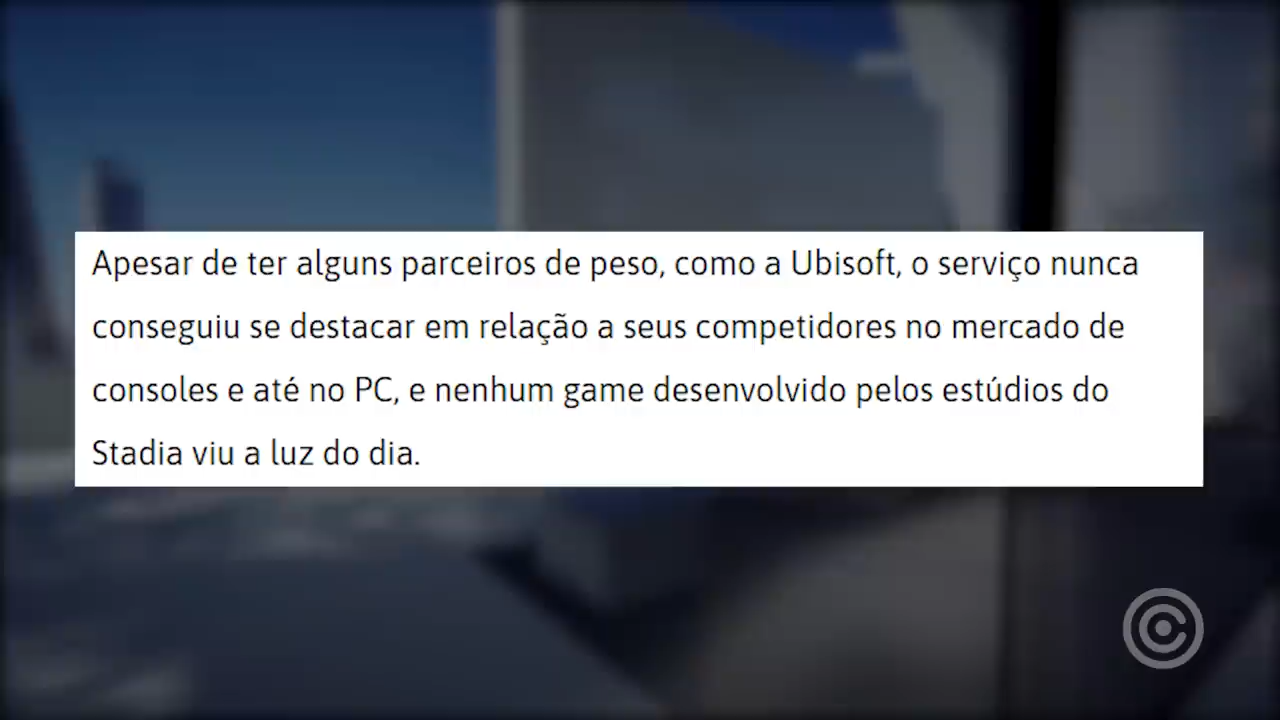 Apesar de ter alguns parceiros de peso, como a Ubisoft, o serviço nunca
conseguiu se destacar em relação a seus competidores no mercado de
consoles e até no PC, e nenhum game desenvolvido pelos estúdios do
Stadia viu a luz do dia.